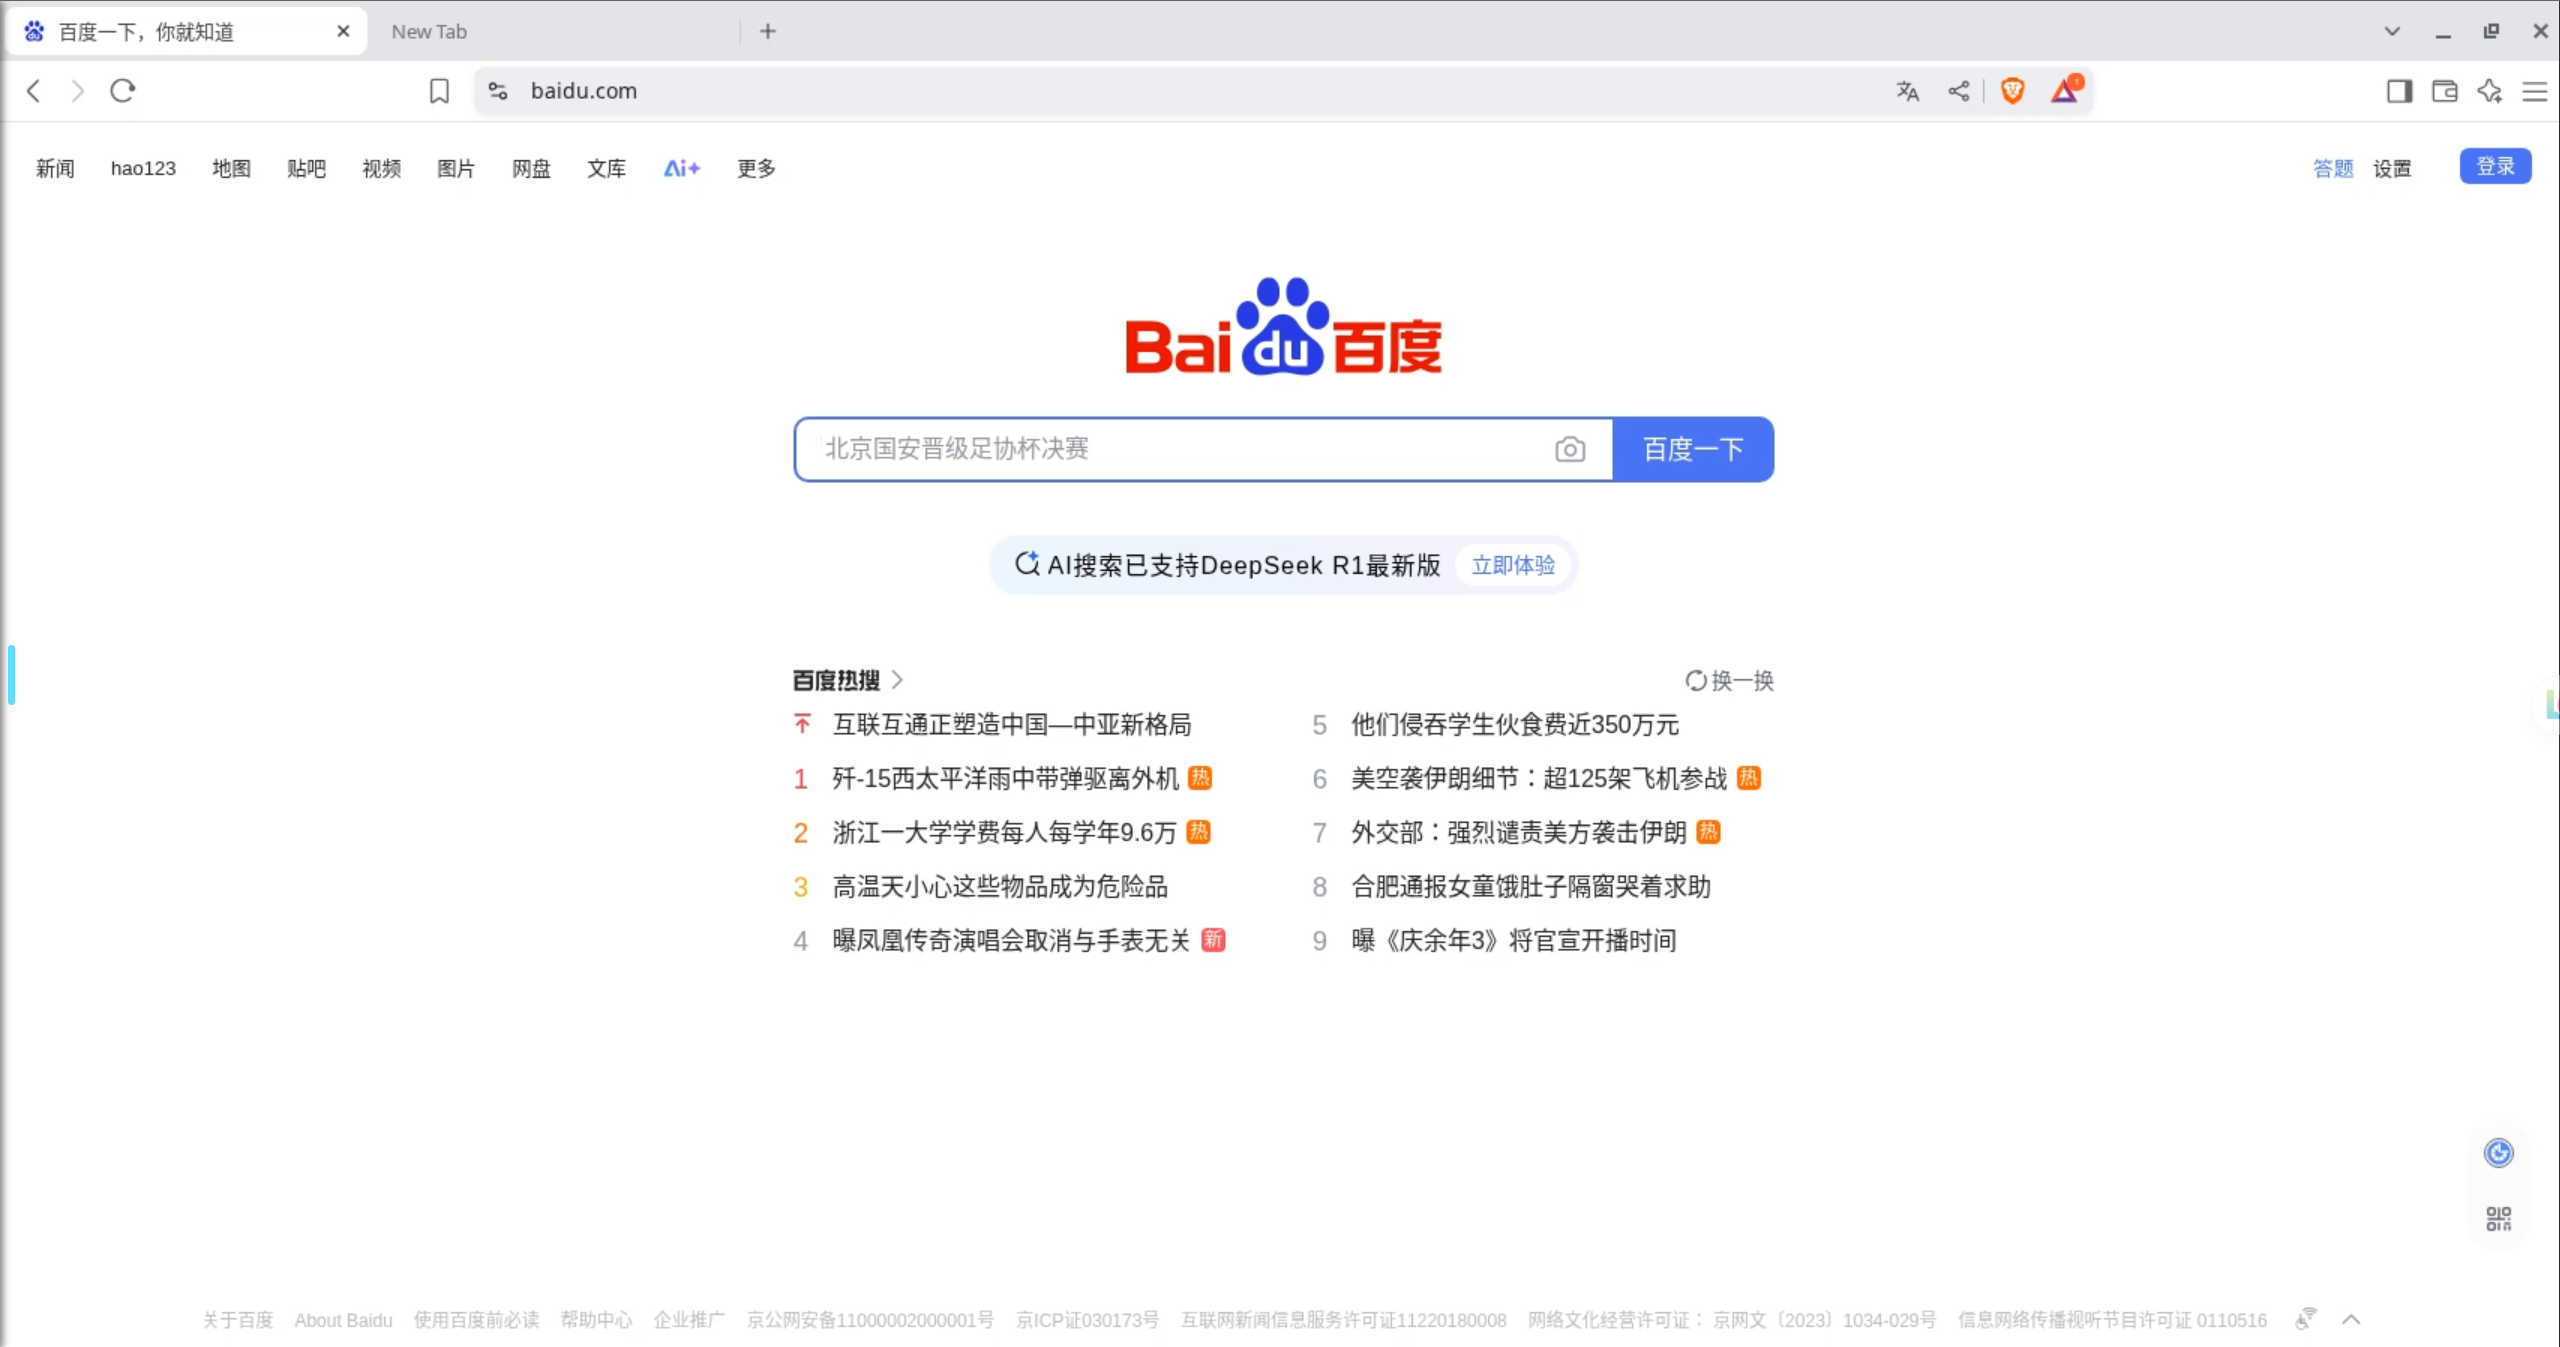 百度一下，你就知道
New Tab
baidu.com
新闻 hao123 地图 贴吧 视频 图片 网盘 文库 Ai+ 更多 答题 设置 登录
Bai du 百度
北京国安晋级足协杯决赛 百度一下
AI搜索已支持DeepSeek R1最新版 立即体验
百度热搜 换一换
互联互通正塑造中国—中亚新格局
1 歼-15西太平洋雨中带弹驱离外机 热
2 浙江一大学学费每人每学年9.6万 热
3 高温天小心这些物品成为危险品
4 曝凤凰传奇演唱会取消与手表无关 新
5 他们侵吞学生伙食费近350万元
6 美空袭伊朗细节：超125架飞机参战 热
7 外交部：强烈谴责美方袭击伊朗 热
8 合肥通报女童饿肚子隔窗哭着求助
9 曝《庆余年3》将官宣开播时间
关于百度 About Baidu 使用百度前必读 帮助中心 企业推广 京公网安备11000002000001号 京ICP证030173号 互联网新闻信息服务许可证11220180008 网络文化经营许可证： 京网文〔2023〕1034-029号 信息网络传播视听节目许可证 0110516